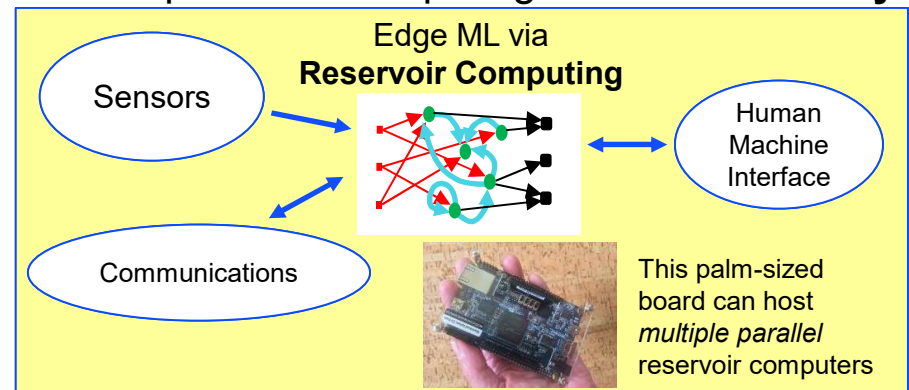 Edge ML via
Reservoir Computing
Sensors
Human
Machine
Interface
Communications
This palm-sized
board can host
multiple parallel
reservoir computers